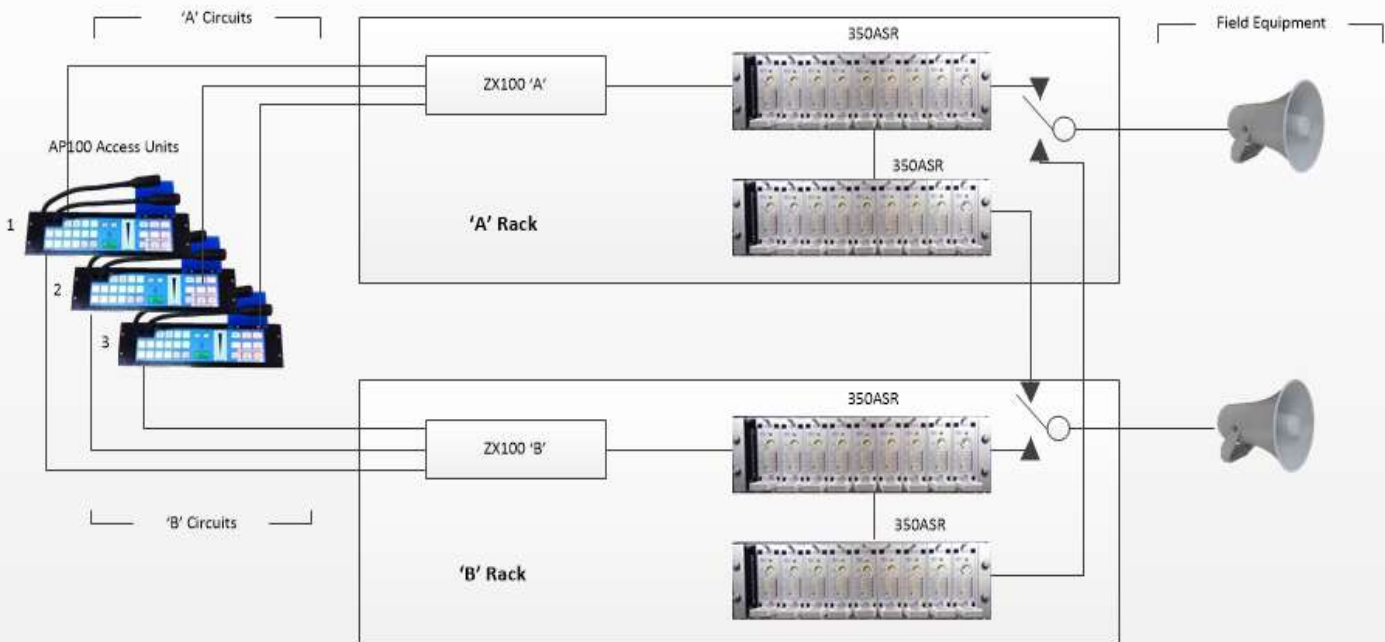 'A' Circuits
Field Equipment
350ASR
ZX100 'A'
AP100 Access Units
350ASR
1
'A' Rack
2
3
350ASR
ZX100 'B'
'B' Circuits
350ASR
'B' Rack